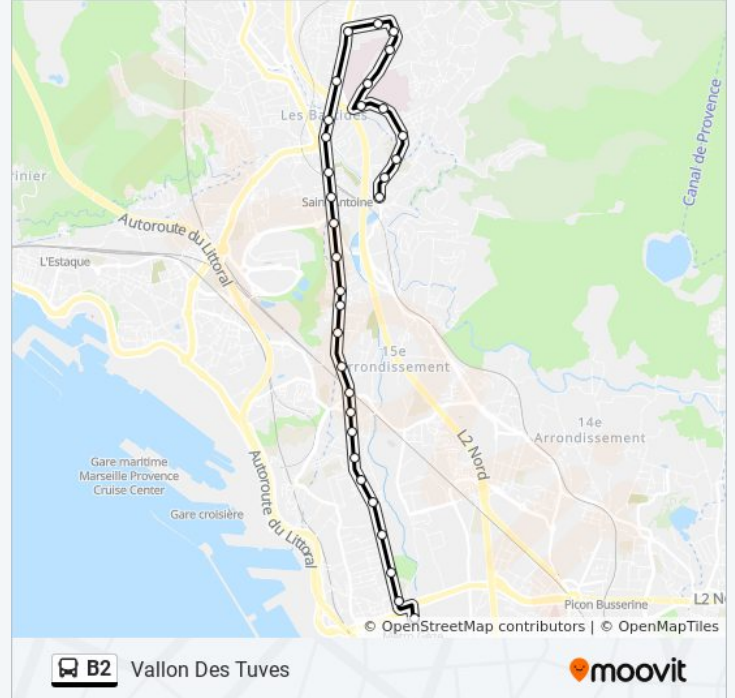 Les Bastides
Canal de Provence
Saint-Antoine
Autoroute du Littoral
L'Estaque
15e
Arrondissement
14e
Arrondissement
L2 Nord
Gare maritime
Marseille Provence
Cruise Center
Gare croisière
Autoroute du Littoral
Picon Busserine
L2 N
© OpenStreetMap contributors | © OpenMapTiles
B2 Vallon Des Tuves
moovit